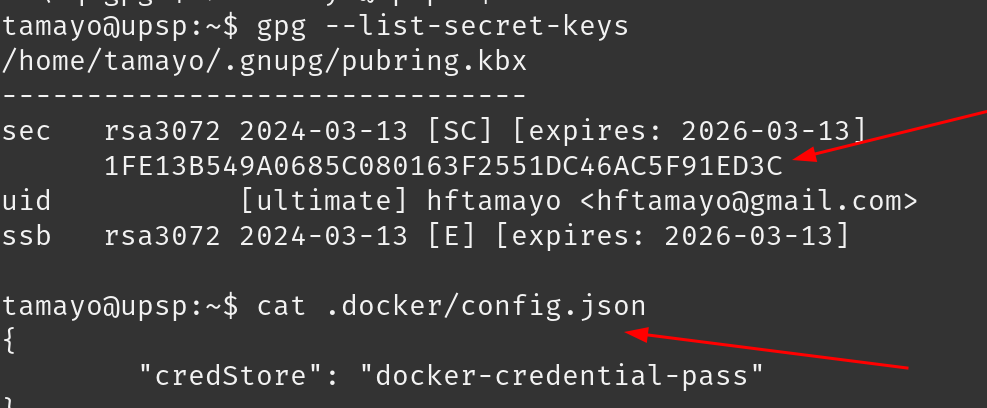 tamayo@upsp:~$ gpg --list-secret-keys
/home/tamayo/.gnupg/pubring.kbx
-------------------------------
sec   rsa3072 2024-03-13 [SC] [expires: 2026-03-13]
      1FE13B549A0685C080163F2551DC46AC5F91ED3C
uid           [ultimate] hftamayo <hftamayo@gmail.com>
ssb   rsa3072 2024-03-13 [E] [expires: 2026-03-13]
tamayo@upsp:~$ cat .docker/config.json
{
        "credStore": "docker-credential-pass"
}